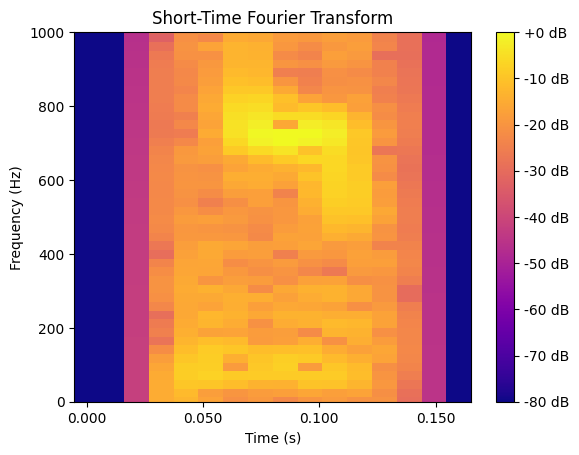 Short-Time Fourier Transform
1000
800
600
400
200
0
Frequency (Hz)
0.000
0.050
0.100
0.150
Time (s)
+0 dB
-10 dB
-20 dB
-30 dB
-40 dB
-50 dB
-60 dB
-70 dB
-80 dB